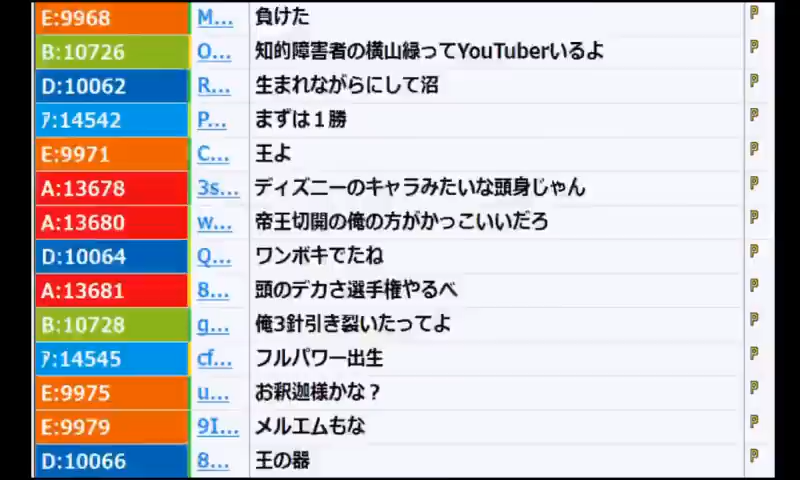 E:9968 M... 負けた P
B:10726 O... 知的障害者の横山緑ってYouTuberいるよ P
D:10062 R... 生まれながらにして沼 P
ｱ:14542 P... まずは１勝 P
E:9971 C... 王よ P
A:13678 3s... ディズニーのキャラみたいな頭身じゃん P
A:13680 w... 帝王切開の俺の方がかっこいいだろ P
D:10064 Q... ワンボキでたね P
A:13681 8... 頭のデカさ選手権やるべ P
B:10728 g... 俺3針引き裂いたってよ P
ｱ:14545 cf... フルパワー出生 P
E:9975 u... お釈迦様かな？ P
E:9979 9I... メルエムもな P
D:10066 8... 王の器 P